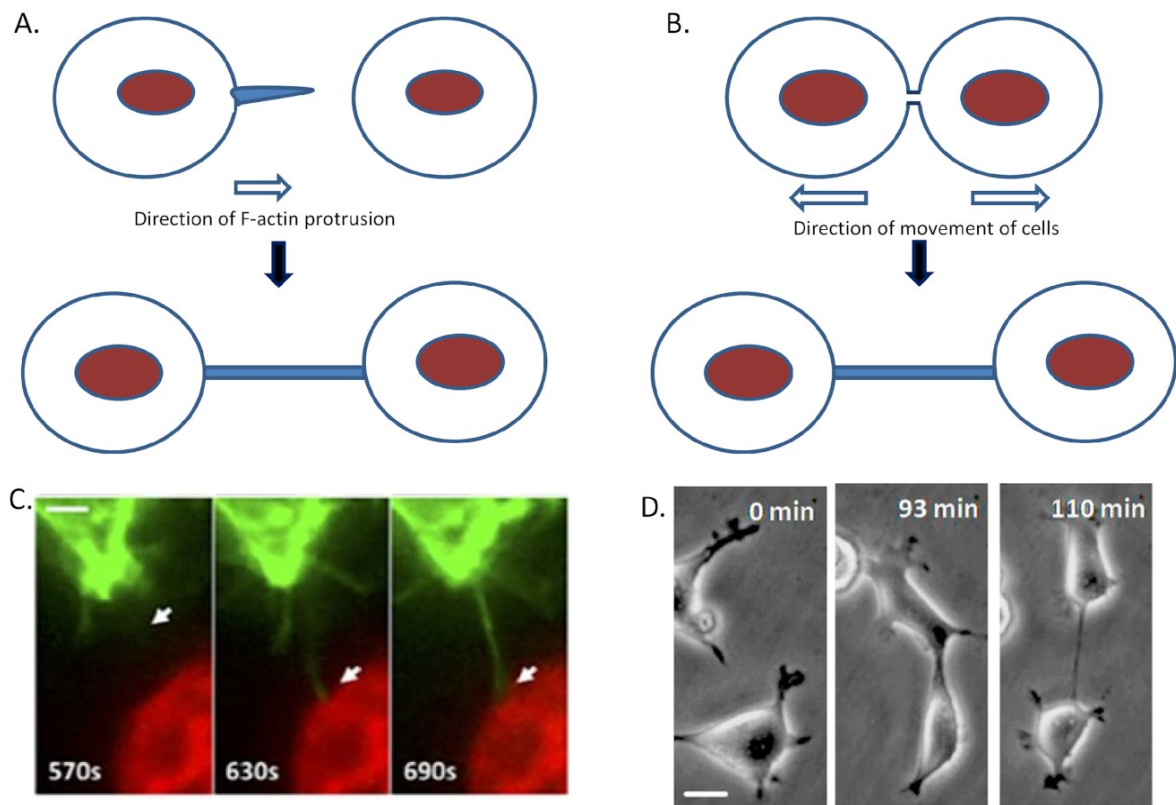 A.
Direction of F-actin protrusion
B.
Direction of movement of cells
C.
570s
630s
690s
D.
0 min
93 min
110 min